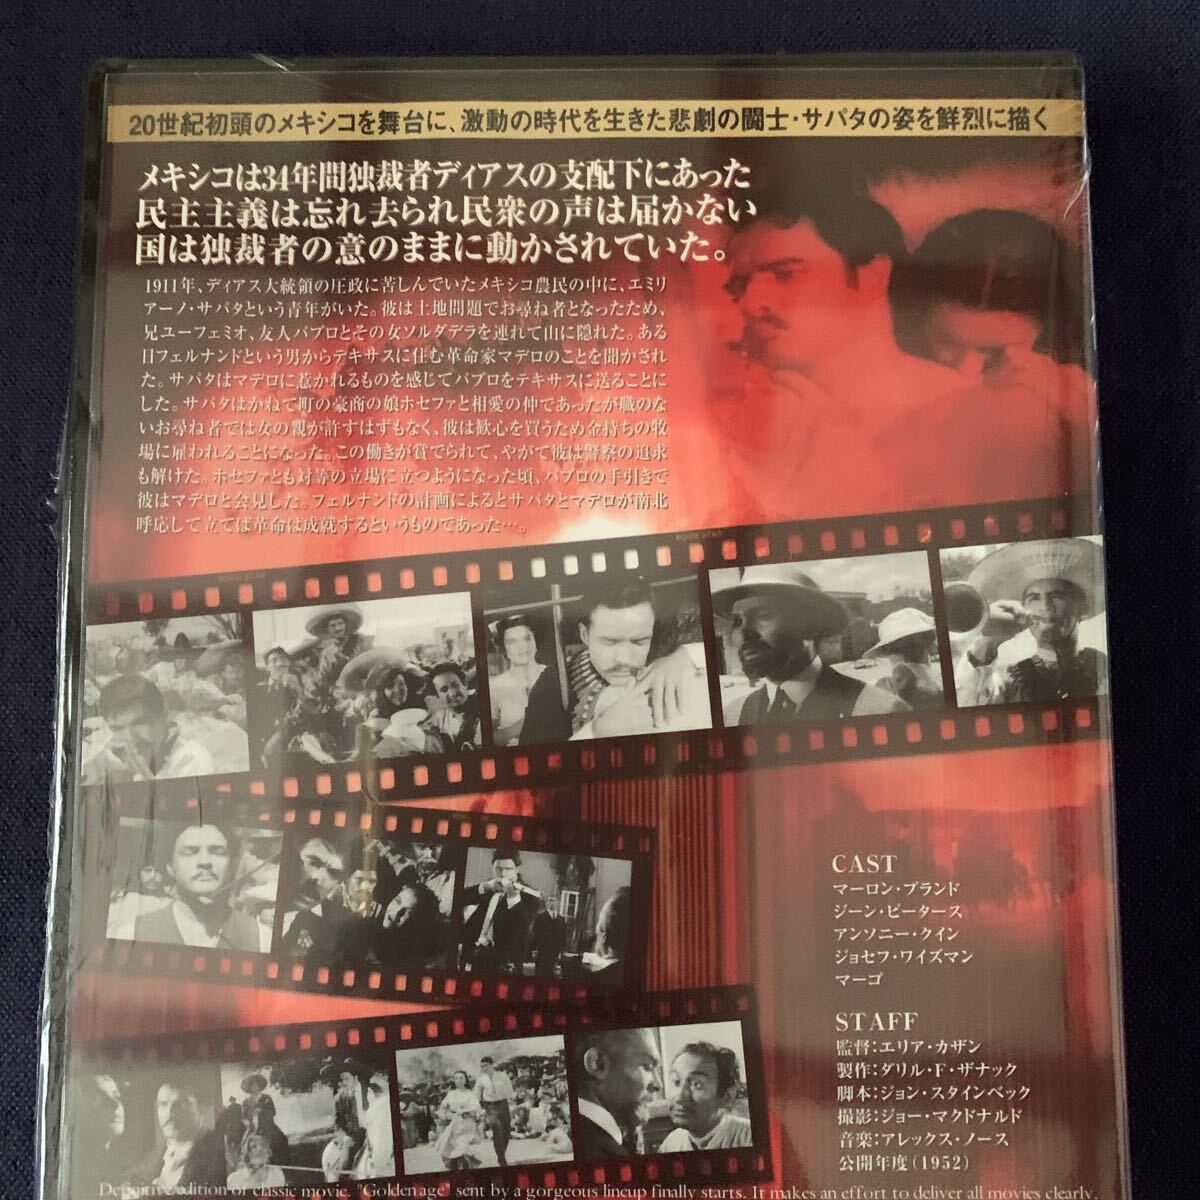 20世紀初頭のメキシコを舞台に、激動の時代を生きた悲劇の闘士・サパタの姿を鮮烈に描く
メキシコは34年間独裁者ディアスの支配下にあった
民主主義は忘れ去られ民衆の声は届かない
国は独裁者の意のままに動かされていた。
1911年、ディアス大統領の圧政に苦しんでいたメキシコ農民の中に、エミリ
アーノ・サパタという青年がいた。彼は土地問題でお尋ね者となったため、
兄ユーフェミオ、友人パブロとその女ソルダデラを連れて山に隠れた。ある
日フェルナンドという男からテキサスに住む革命家マデロのことを聞かされ
た。サパタはマデロに惹かれるものを感じてパブロをテキサスに送ることに
した。サパタはかねて町の豪商の娘ホセファと相愛の仲であったが職のな
いお尋ね者では女の親が許すはずもなく、彼は歓心を買うため金持ちの牧
場に雇われることになった。この働きが賞でられて、やがて彼は警察の追求
も解けた。ホセファとも対等の立場に立つようになった頃、パブロの手引きで
彼はマデロと会見した。フェルナンドの計画によるとサパタとマデロが南北
呼応して立てば革命は成就するというものであった…。
MOVIE STAR
MOVIE STAR
CAST
マーロン・ブランド
ジーン・ピータース
アンソニー・クイン
ジョセフ・ワイズマン
マーゴ
STAFF
監督:エリア・カザン
製作:ダリル・F・ザナック
脚本:ジョン・スタインベック
撮影:ジョー・マクドナルド
音楽:アレックス・ノース
公開年度(1952)
Definitive edition of classic movie. "Golden age" sent by a gorgeous lineup finally starts. It makes an effort to deliver all movies clearly.